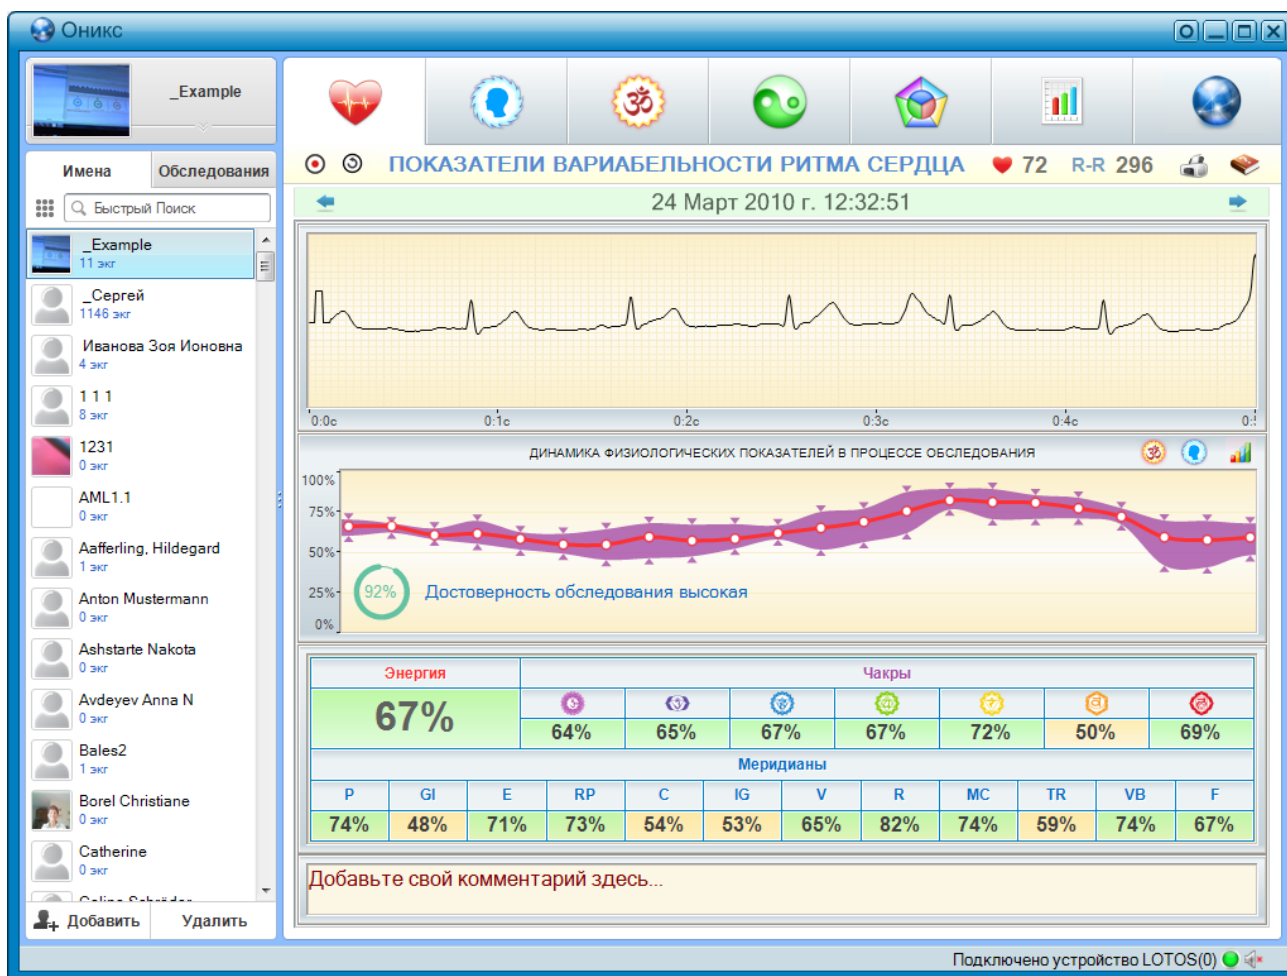 Оникс
_Example
Имена
Обследования
Быстрый Поиск
_Example
11 экг
_Сергей
1146 экг
Иванова Зоя Ионовна
4 экг
1 1 1
8 экг
1231
0 экг
AML1.1
0 экг
Aafferling, Hildegard
1 экг
Anton Mustermann
0 экг
Ashstarte Nakota
0 экг
Avdeyev Anna N
0 экг
Bales2
1 экг
Borel Christiane
0 экг
Catherine
0 экг
Добавить Удалить
ПОКАЗАТЕЛИ ВАРИАБЕЛЬНОСТИ РИТМА СЕРДЦА 72 R-R 296
24 Март 2010 г. 12:32:51
0:0с 0:1с 0:2с 0:3с 0:4с
ДИНАМИКА ФИЗИОЛОГИЧЕСКИХ ПОКАЗАТЕЛЕЙ В ПРОЦЕССЕ ОБСЛЕДОВАНИЯ
100%
75%
50%
25%
0%
92% Достоверность обследования высокая
Энергия Чакры
67%
64% 65% 67% 67% 72% 50% 69%
Меридианы
P GI E RP C IG V R MC TR VB F
74% 48% 71% 73% 54% 53% 65% 82% 74% 59% 74% 67%
Добавьте свой комментарий здесь...
Подключено устройство LOTOS(0)